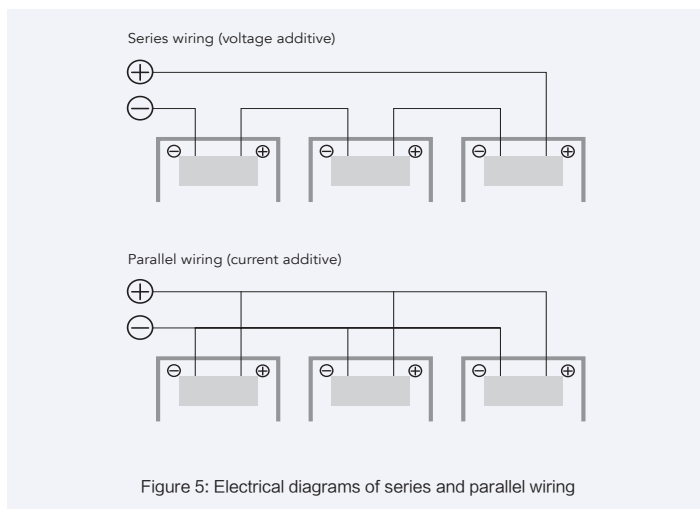 Series wiring (voltage additive)
Parallel wiring (current additive)
Figure 5: Electrical diagrams of series and parallel wiring